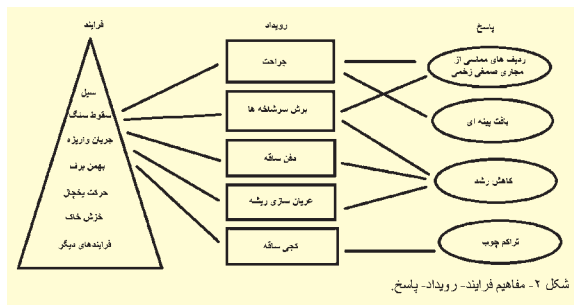 فرایند
رویداد
پاسخ
سیل
سقوط سنگ
جریان واریزه
بهمن برف
حرکت یخچال
خزش خاک
فرایندهای دیگر
جراحت
برش سرشاخه ها
دفن ساقه
عریان سازی ریشه
کجی ساقه
ردیف های مماسی از
مجاری صمغی زخمی
بافت پینه ای
کاهش رشد
تراکم چوب
شکل ۲- مفاهیم فرایند- رویداد- پاسخ.